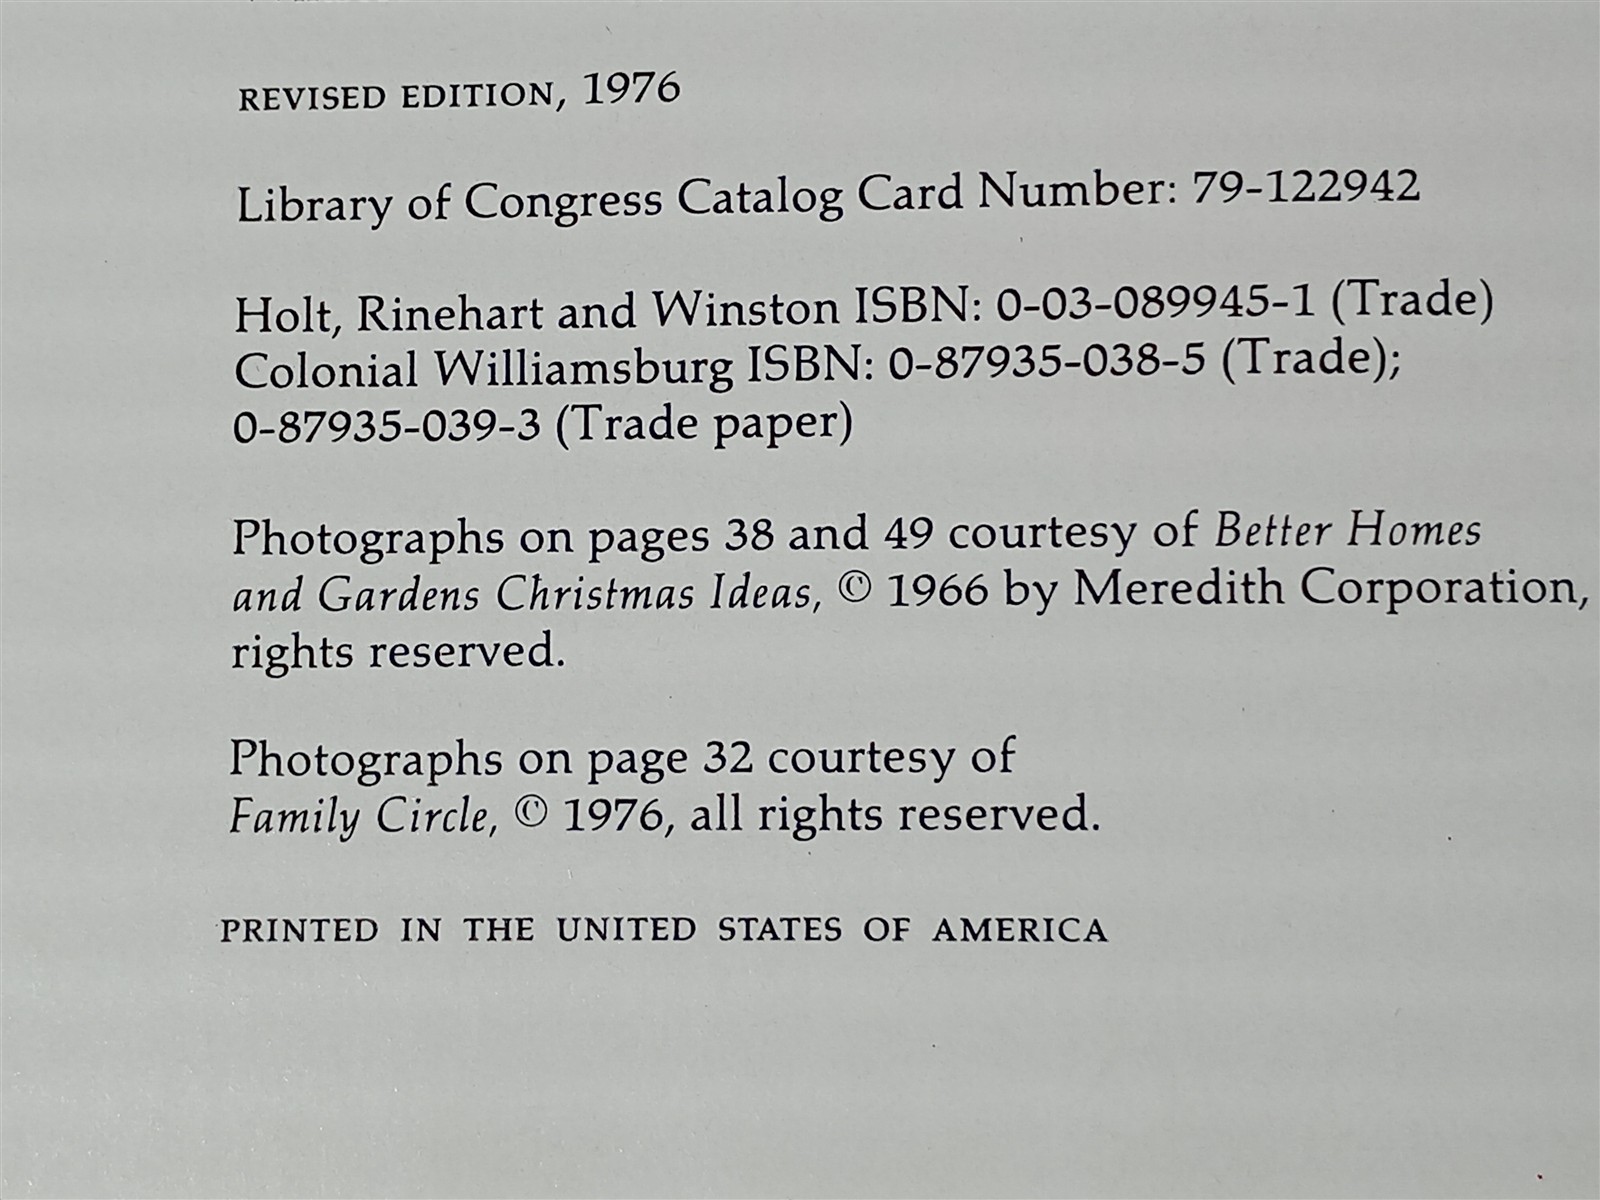 REVISED EDITION, 1976
Library of Congress Catalog Card Number: 79-122942
Holt, Rinehart and Winston ISBN: 0-03-089945-1 (Trade)
Colonial Williamsburg ISBN: 0-87935-038-5 (Trade);
0-87935-039-3 (Trade paper)
Photographs on pages 38 and 49 courtesy of Better Homes
and Gardens Christmas Ideas, © 1966 by Meredith Corporation,
rights reserved.
Photographs on page 32 courtesy of
Family Circle, © 1976, all rights reserved.
PRINTED IN THE UNITED STATES OF AMERICA